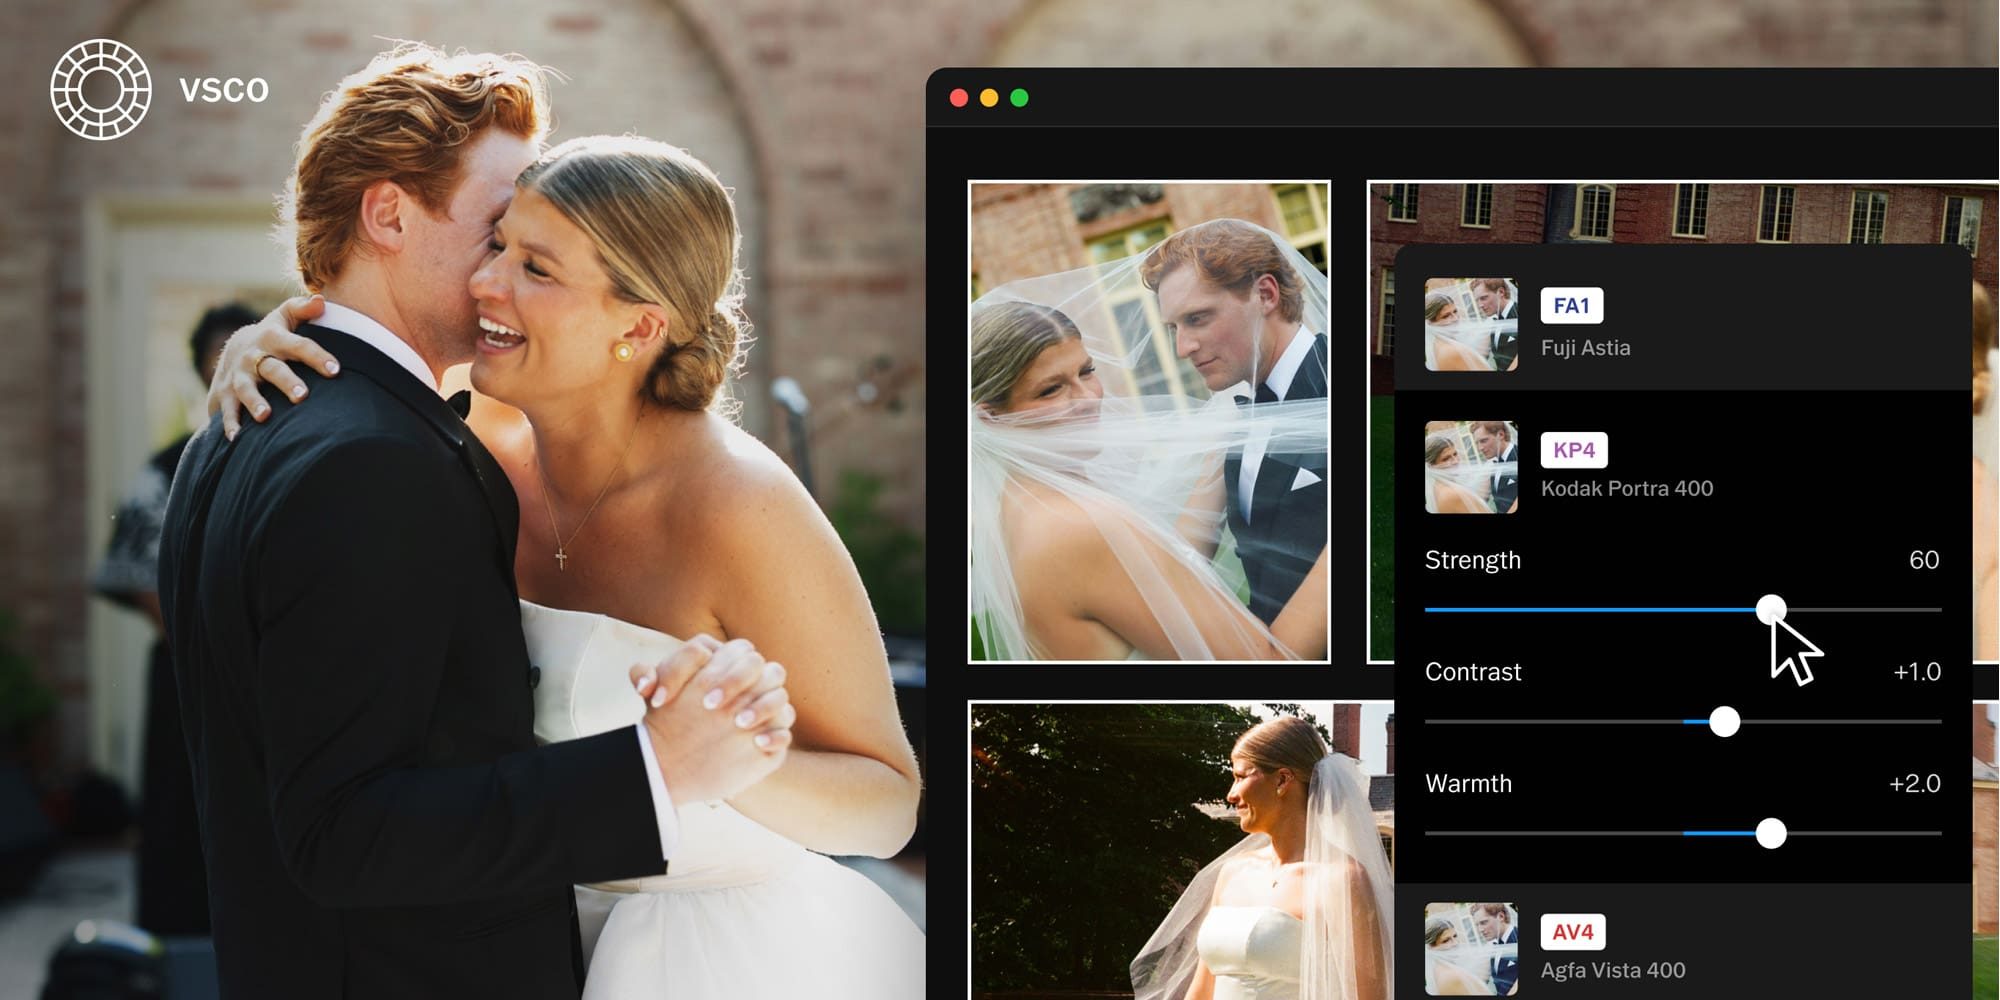 VSCO
FA1
Fuji Astia
KP4
Kodak Portra 400
Strength 60
Contrast +1.0
Warmth +2.0
AV4
Agfa Vista 400